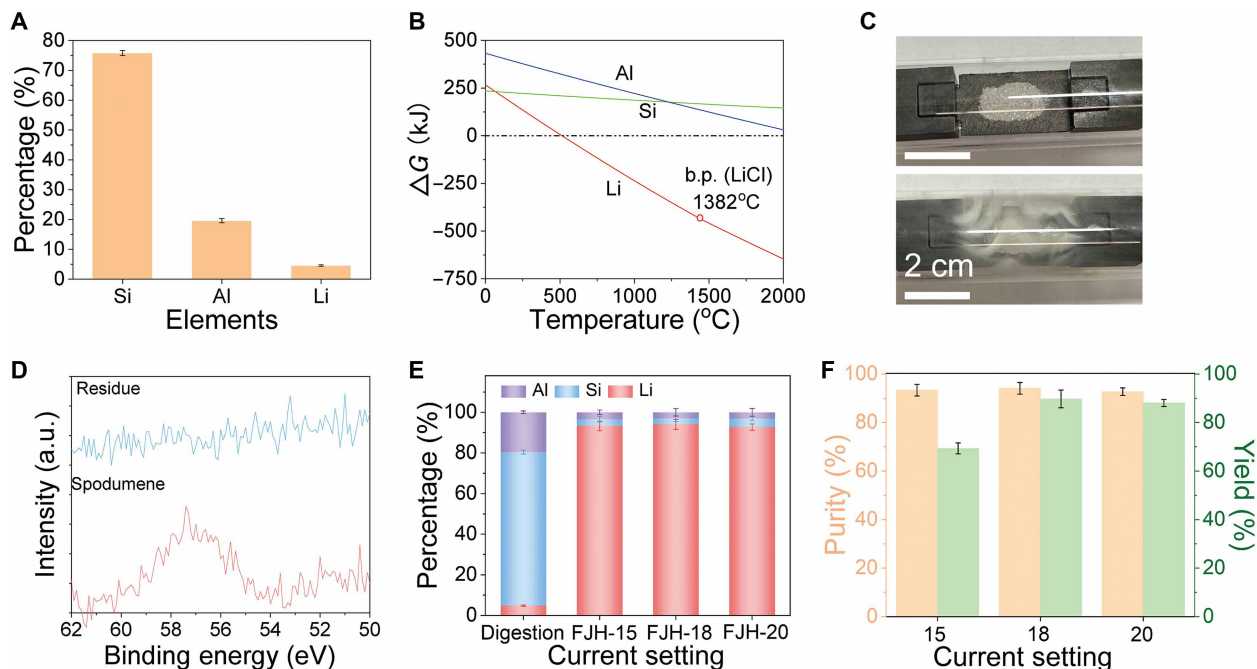 A
Percentage (%)
80
70
60
50
40
30
20
10
0
Si
Al
Li
Elements
B
ΔG (kJ)
500
250
0
−250
−500
−750
Al
Si
Li
b.p. (LiCl)
1382°C
0
500
1000
1500
2000
Temperature (°C)
C
2 cm
D
Intensity (a.u.)
Residue
Spodumene
62
60
58
56
54
52
50
Binding energy (eV)
E
Percentage (%)
Al
Si
Li
100
80
60
40
20
0
Digestion
FJH-15
FJH-18
FJH-20
Current setting
F
Purity (%)
100
80
60
40
20
0
15
18
20
Current setting
100
80
60
40
20
0
Yield (%)